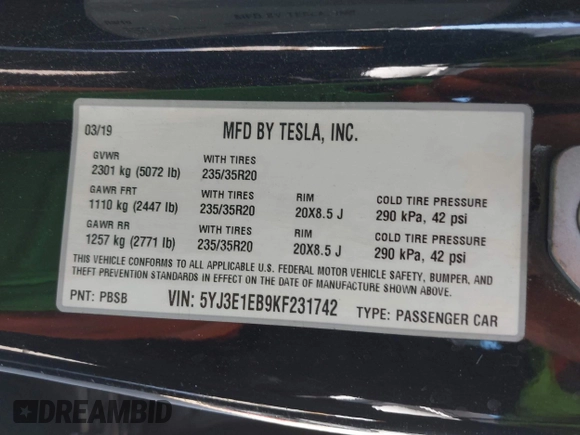 03/19 MFD BY TESLA, INC.
GVWR WITH TIRES
2301 kg (5072 lb) 235/35R20
GAWR FRT WITH TIRES RIM COLD TIRE PRESSURE
1110 kg (2447 lb) 235/35R20 20X8.5 J 290 kPa, 42 psi
GAWR RR WITH TIRES RIM COLD TIRE PRESSURE
1257 kg (2771 lb) 235/35R20 20X8.5 J 290 kPa, 42 psi
THIS VEHICLE CONFORMS TO ALL APPLICABLE U.S. FEDERAL MOTOR VEHICLE SAFETY, BUMPER, AND
THEFT PREVENTION STANDARDS IN EFFECT ON THE DATE OF MANUFACTURE SHOWN ABOVE.
PNT: PBSB VIN: 5YJ3E1EB9KF231742 TYPE: PASSENGER CAR
DREAMBID